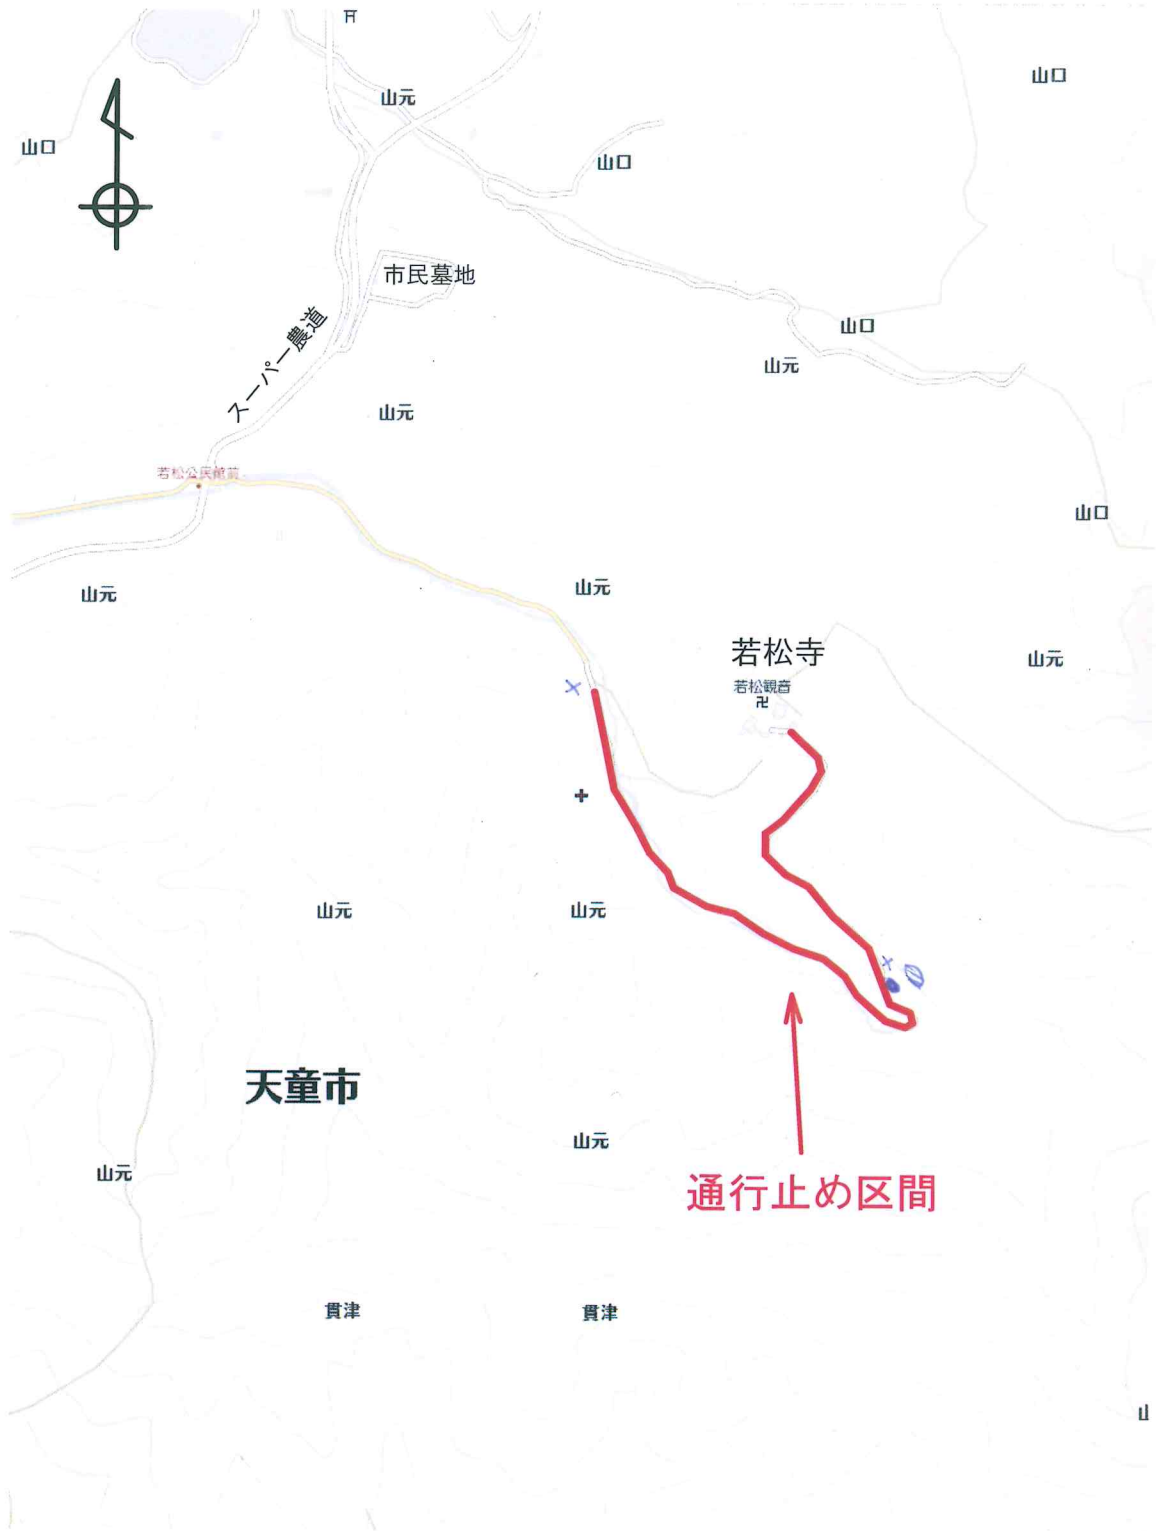 山元
山口
山口
山口
市民墓地
スーパー農道
山口
山元
山元
若松公民館前
山口
山元
山元
若松寺
山元
若松観音
山元
山元
天童市
山元
山元
通行止め区間
貫津
貫津